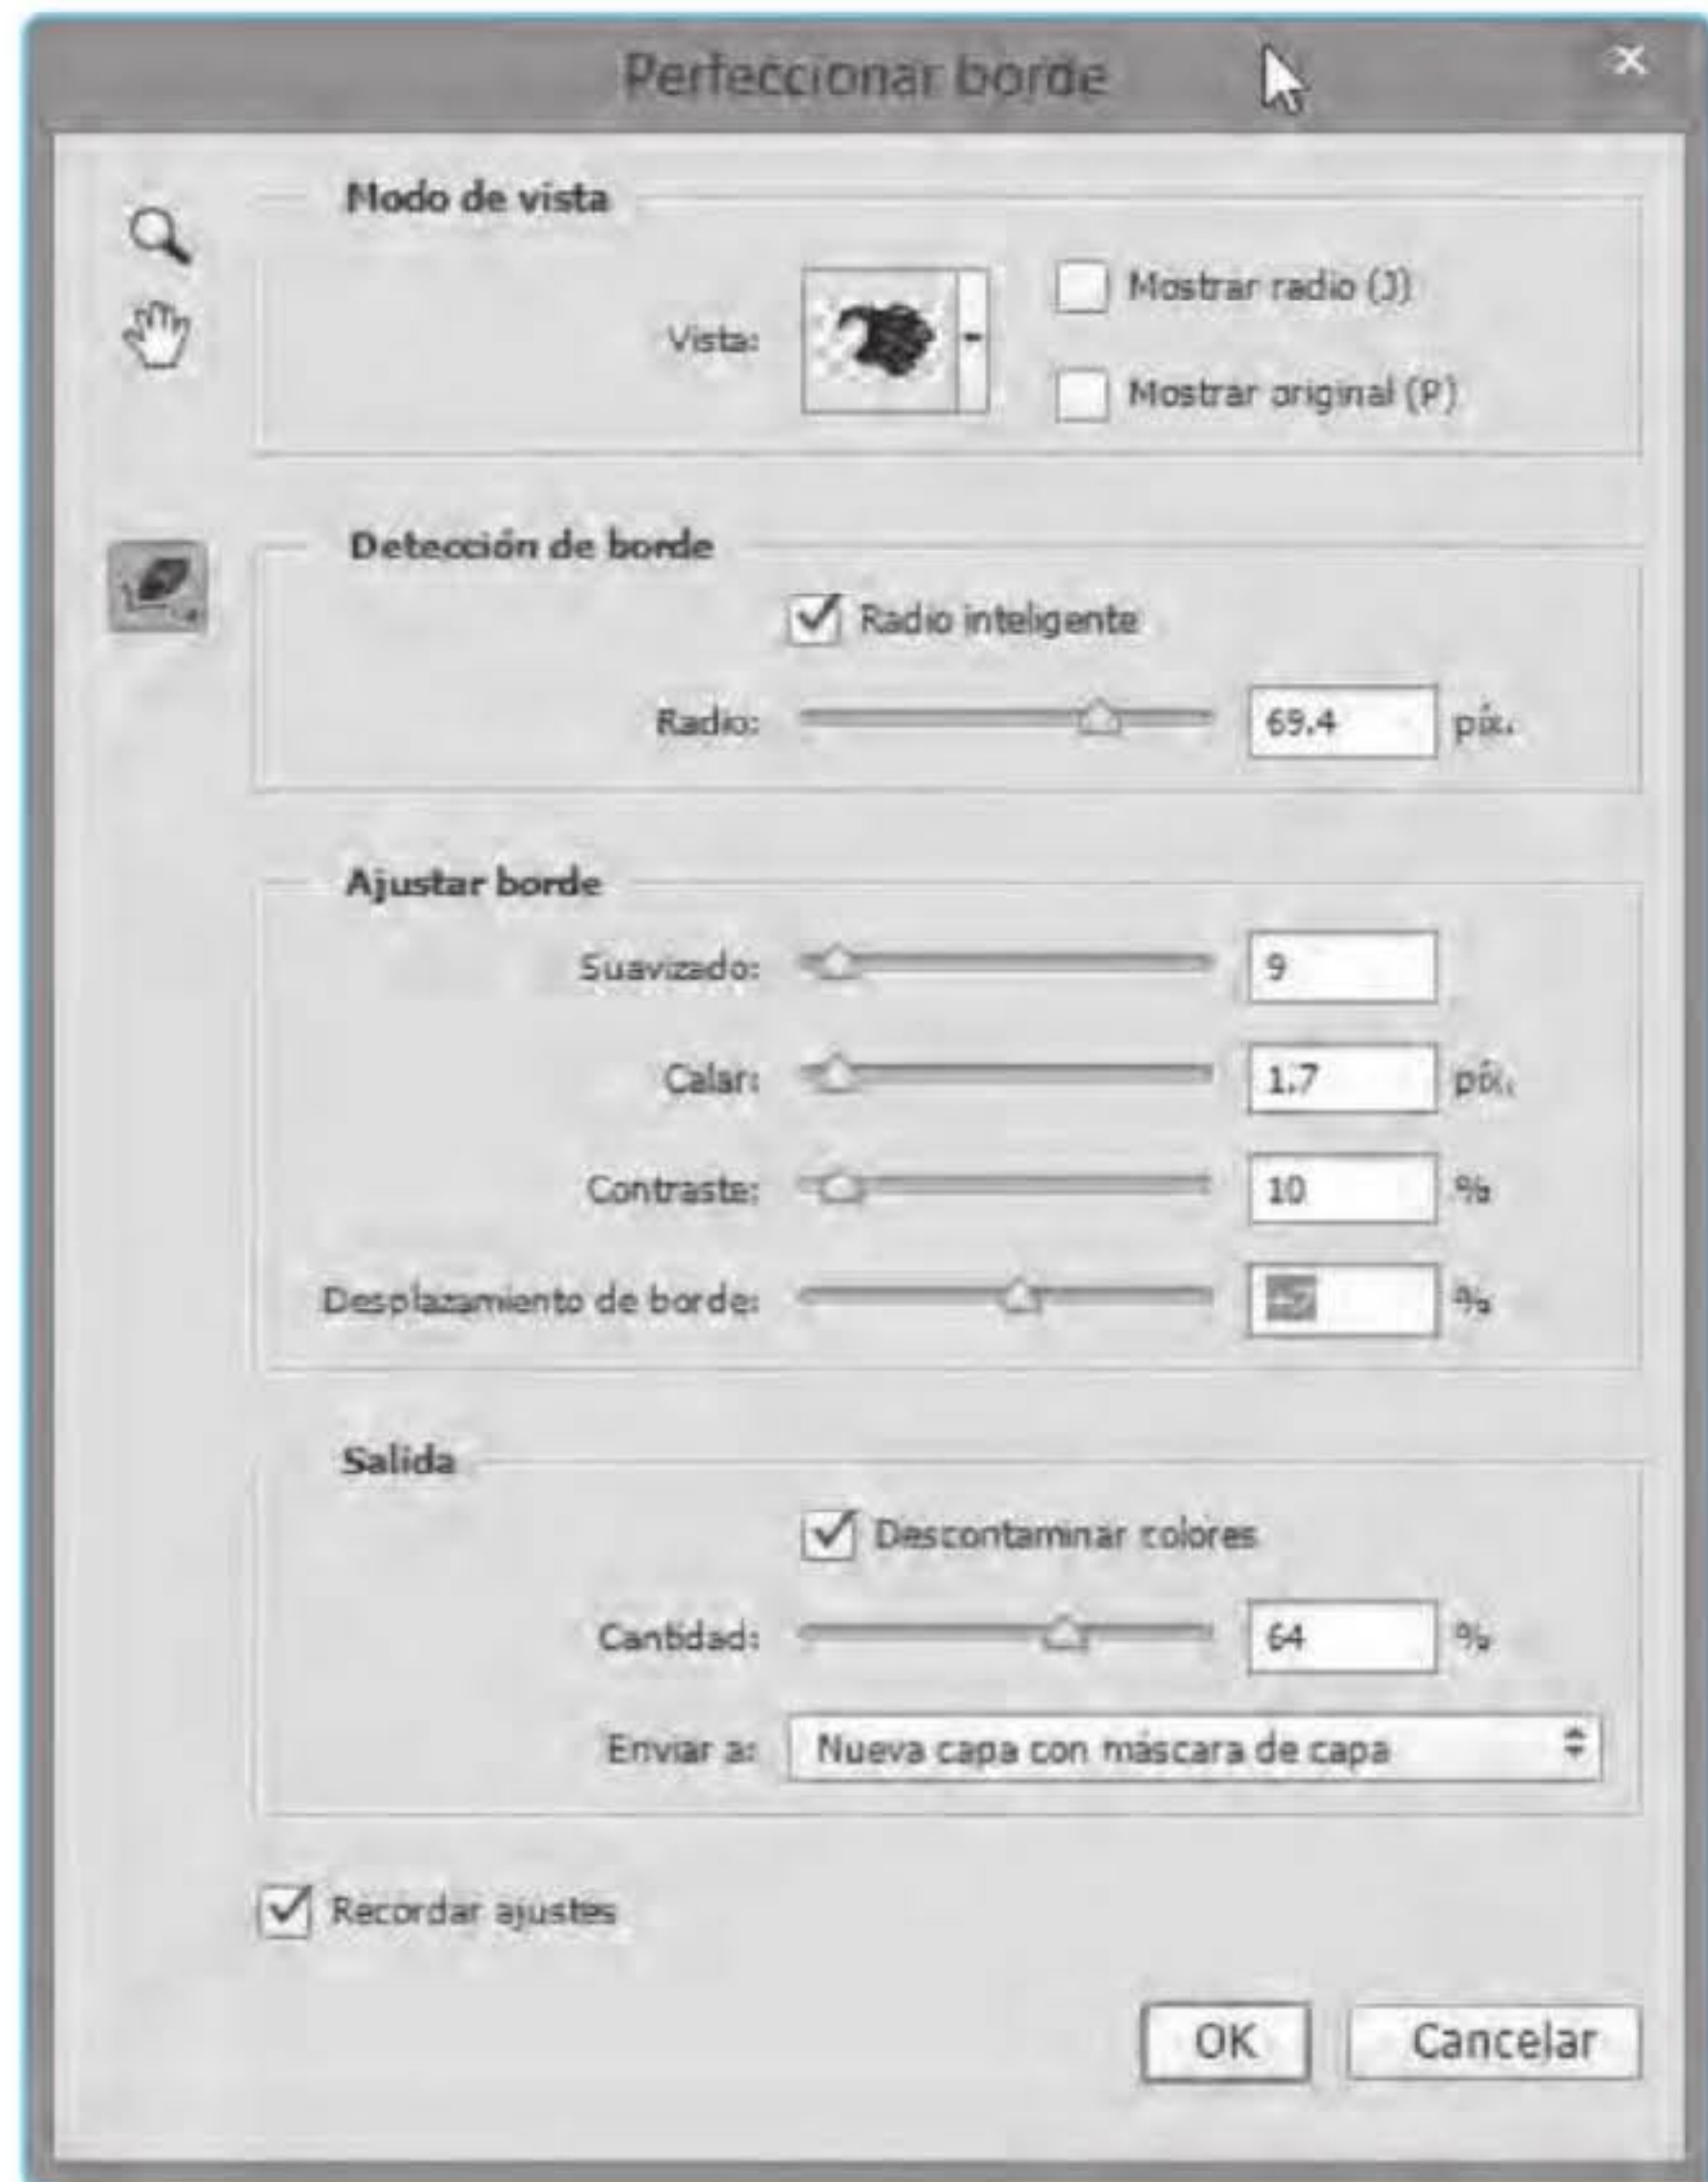 Perfeccionar borde
Modo de vista
Vista:
Mostrar radio (J)
Mostrar original (P)
Detección de borde
Radio inteligente
Radio: 69.4 píx.
Ajustar borde
Suavizado: 9
Calar: 1.7 píx.
Contraste: 10 %
Desplazamiento de borde: %
Salida
Descontaminar colores
Cantidad: 64 %
Enviar a: Nueva capa con máscara de capa
Recordar ajustes
OK Cancelar